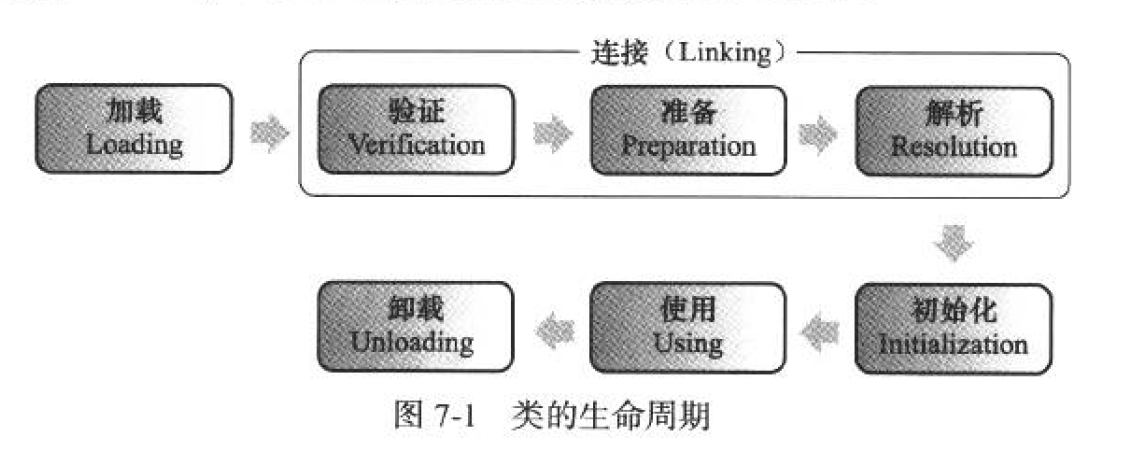 连接（Linking）
加载
Loading
验证
Verification
准备
Preparation
解析
Resolution
卸载
Unloading
使用
Using
初始化
Initialization
图 7-1 类的生命周期